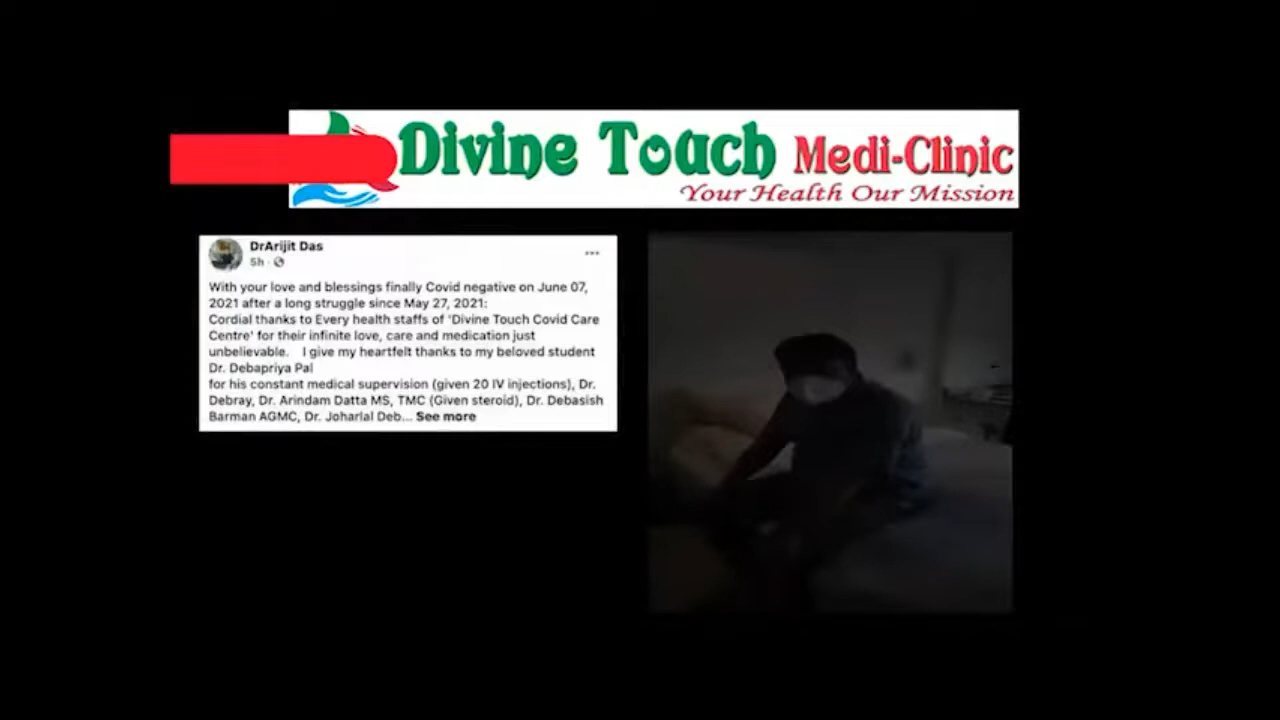 Divine Touch Medi-Clinic
Your Health Our Mission
DrArijit Das
5h ·
With your love and blessings finally Covid negative on June 07,
2021 after a long struggle since May 27, 2021:
Cordial thanks to Every health staffs of 'Divine Touch Covid Care
Centre' for their infinite love, care and medication just
unbelievable. I give my heartfelt thanks to my beloved student
Dr. Debapriya Pal
for his constant medical supervision (given 20 IV injections), Dr.
Debray, Dr. Arindam Datta MS, TMC (Given steroid), Dr. Debasish
Barman AGMC, Dr. Joharlal Deb... See more